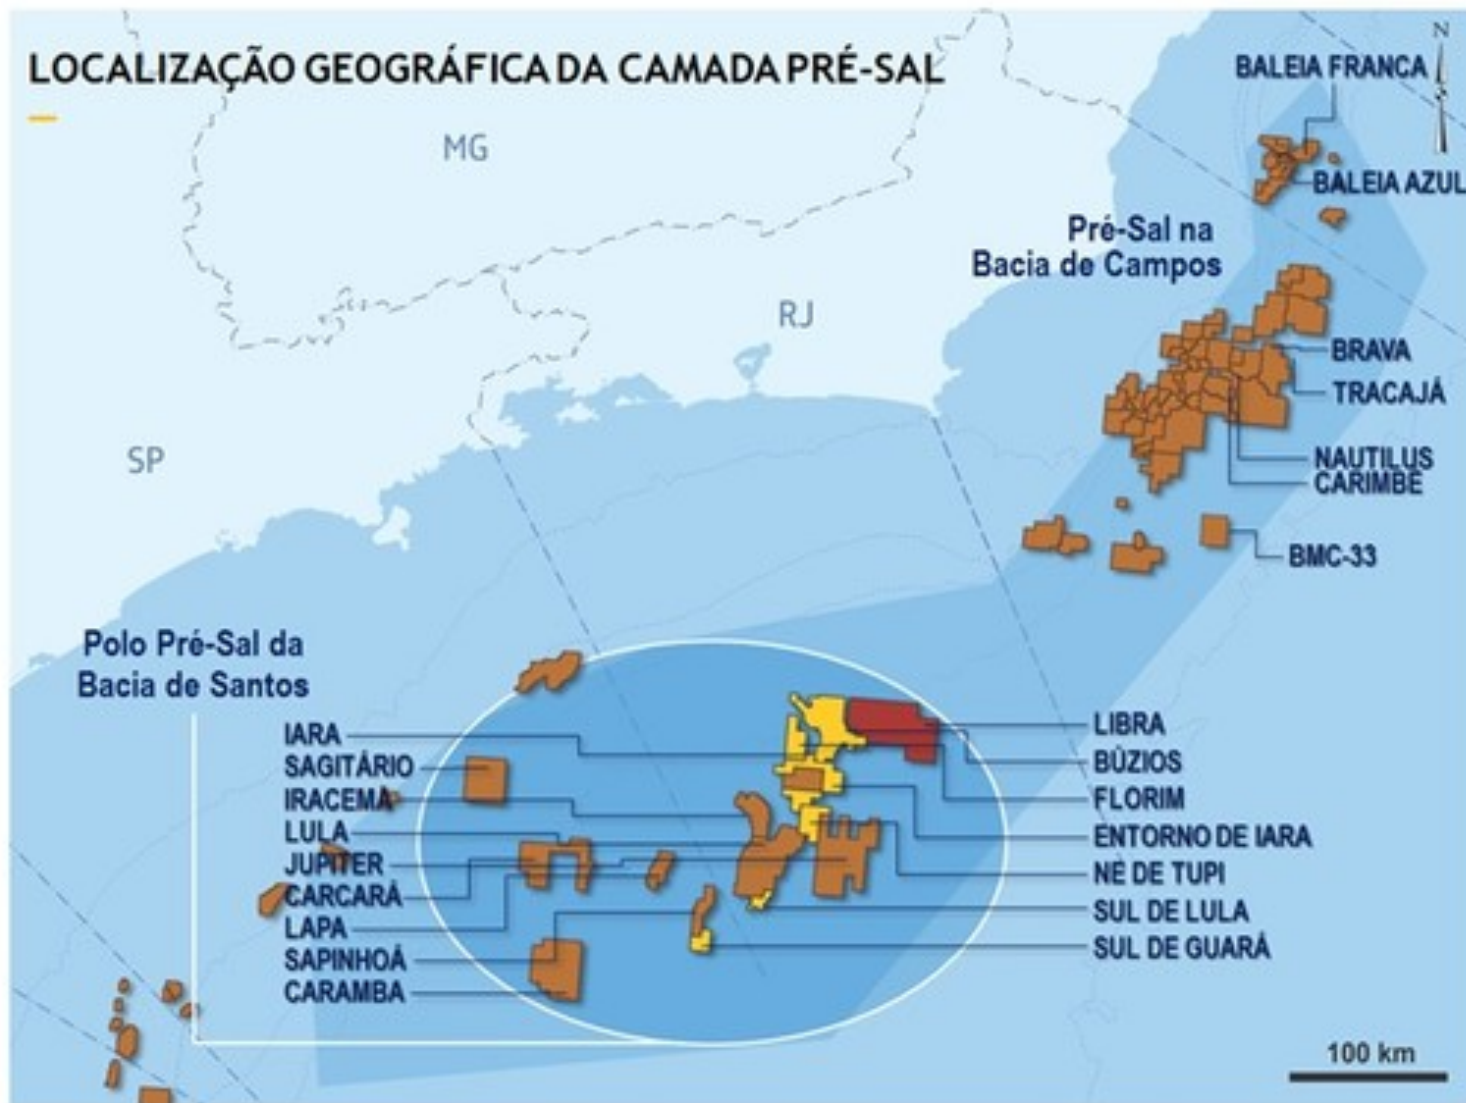 LOCALIZAÇÃO GEOGRÁFICA DA CAMADA PRÉ-SAL
N
MG
BALEIA FRANCA
BALEIA AZUL
Pré-Sal na
Bacia de Campos
RJ
BRAVA
TRACAJÁ
SP
NAUTILUS
CARIMBÉ
BMC-33
Polo Pré-Sal da
Bacia de Santos
IARA
SAGITÁRIO
IRACEMA
LULA
JUPITER
CARCARÁ
LAPA
SAPINHOÁ
CARAMBA
LIBRA
BÚZIOS
FLORIM
ENTORNO DE IARA
NE DE TUPI
SUL DE LULA
SUL DE GUARÁ
100 km